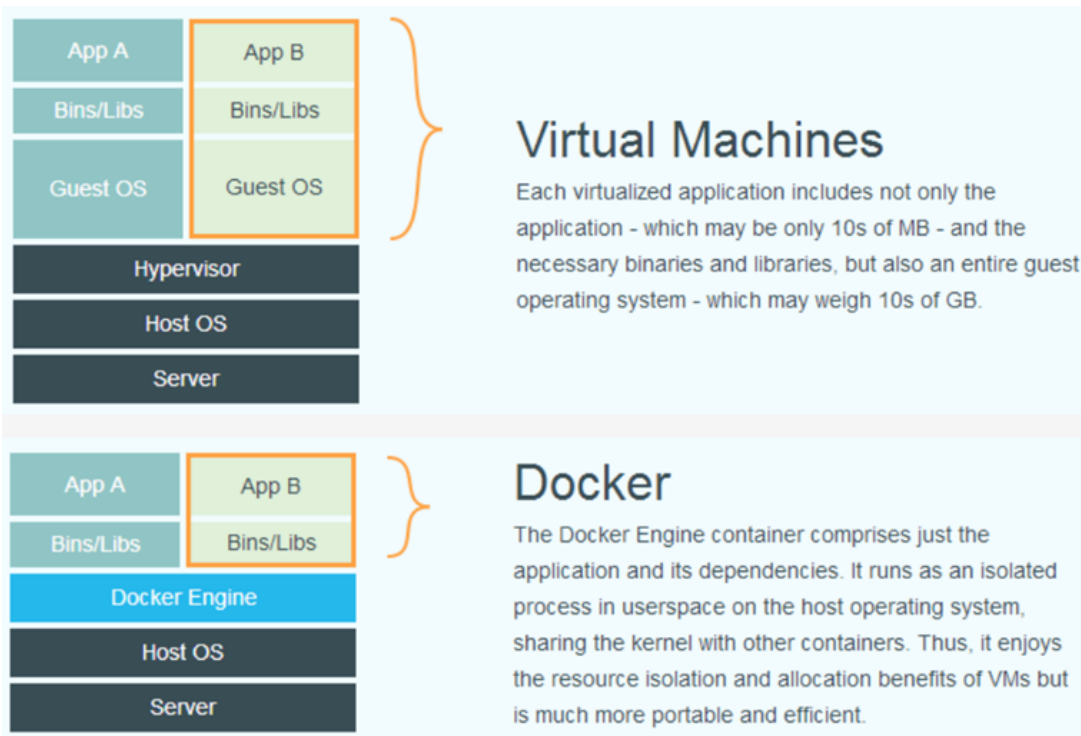 App A
App B
Bins/Libs
Bins/Libs
Guest OS
Guest OS
Hypervisor
Host OS
Server
Virtual Machines
Each virtualized application includes not only the
application - which may be only 10s of MB - and the
necessary binaries and libraries, but also an entire guest
operating system - which may weigh 10s of GB.
App A
App B
Bins/Libs
Bins/Libs
Docker Engine
Host OS
Server
Docker
The Docker Engine container comprises just the
application and its dependencies. It runs as an isolated
process in userspace on the host operating system,
sharing the kernel with other containers. Thus, it enjoys
the resource isolation and allocation benefits of VMs but
is much more portable and efficient.